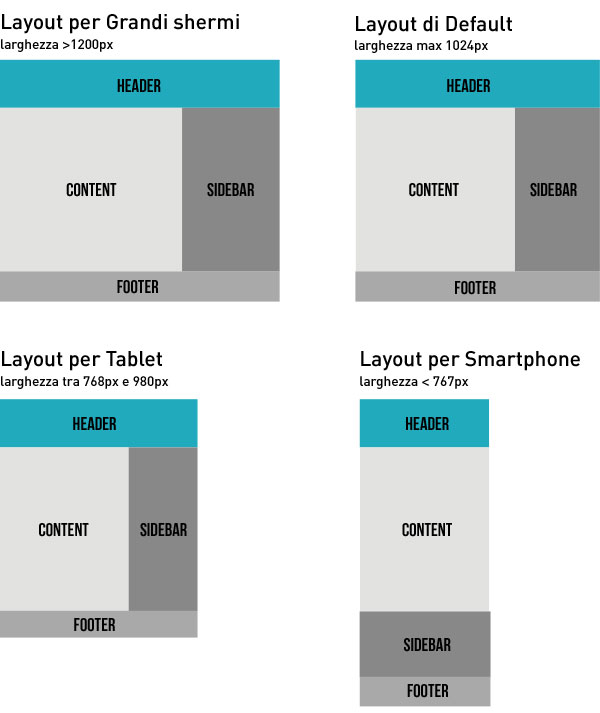 Layout per Grandi shermi
larghezza >1200px
HEADER
CONTENT
SIDEBAR
FOOTER
Layout di Default
larghezza max 1024px
HEADER
CONTENT
SIDEBAR
FOOTER
Layout per Tablet
larghezza tra 768px e 980px
HEADER
CONTENT
SIDEBAR
FOOTER
Layout per Smartphone
larghezza < 767px
HEADER
CONTENT
SIDEBAR
FOOTER